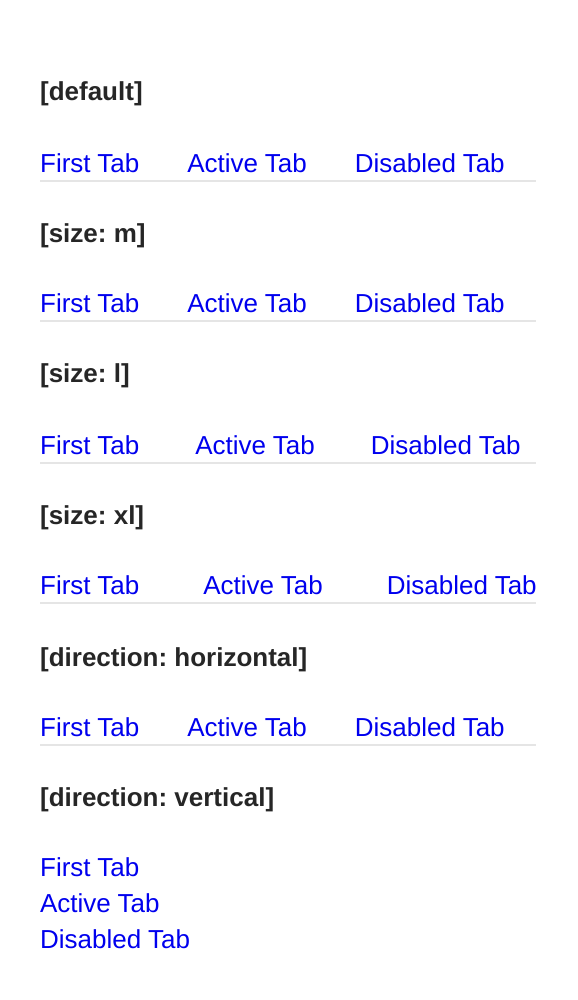 [default]
First Tab Active Tab Disabled Tab
[size: m]
First Tab Active Tab Disabled Tab
[size: l]
First Tab Active Tab Disabled Tab
[size: xl]
First Tab Active Tab Disabled Tab
[direction: horizontal]
First Tab Active Tab Disabled Tab
[direction: vertical]
First Tab
Active Tab
Disabled Tab